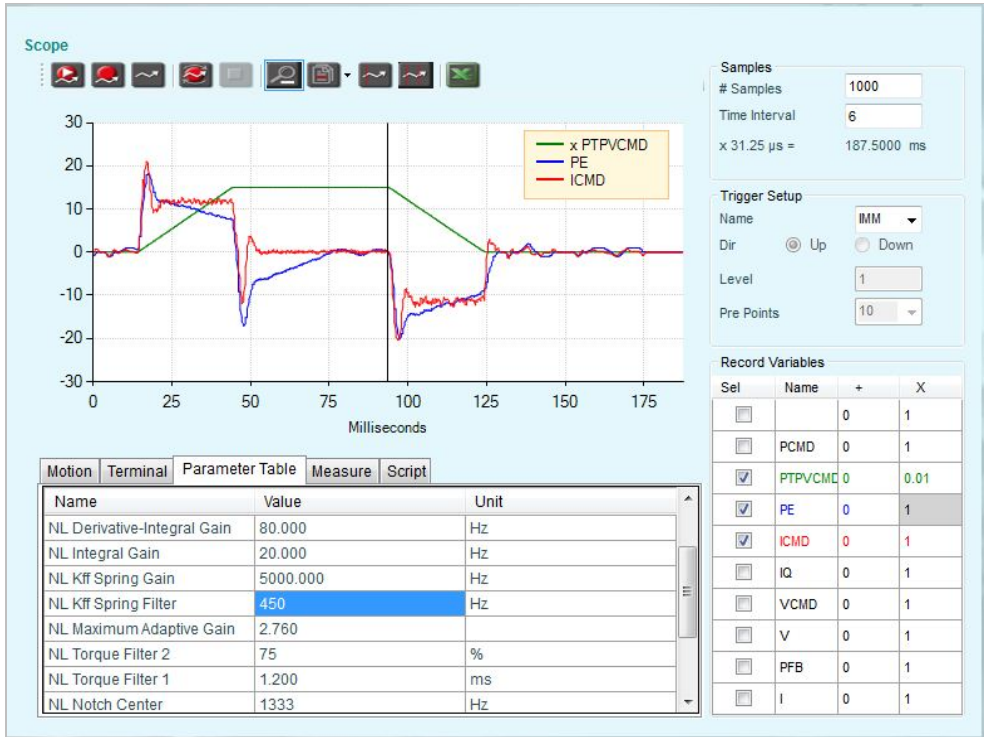 Scope
30
20
10
0
-10
-20
-30
0 25 50 75 100 125 150 175
Milliseconds
x PTPVCMD
PE
ICMD
Motion Terminal Parameter Table Measure Script
Name Value Unit
NL Derivative-Integral Gain 80.000 Hz
NL Integral Gain 20.000 Hz
NL Kff Spring Gain 5000.000 Hz
NL Kff Spring Filter 450 Hz
NL Maximum Adaptive Gain 2.760
NL Torque Filter 2 75 %
NL Torque Filter 1 1.200 ms
NL Notch Center 1333 Hz
Samples
# Samples 1000
Time Interval 6
x 31.25 µs = 187.5000 ms
Trigger Setup
Name IMM
Dir Up Down
Level 1
Pre Points 10
Record Variables
Sel Name + X
0 1
PCMD 0 1
PTPVCMD 0 0.01
PE 0 1
ICMD 0 1
IQ 0 1
VCMD 0 1
V 0 1
PFB 0 1
I 0 1